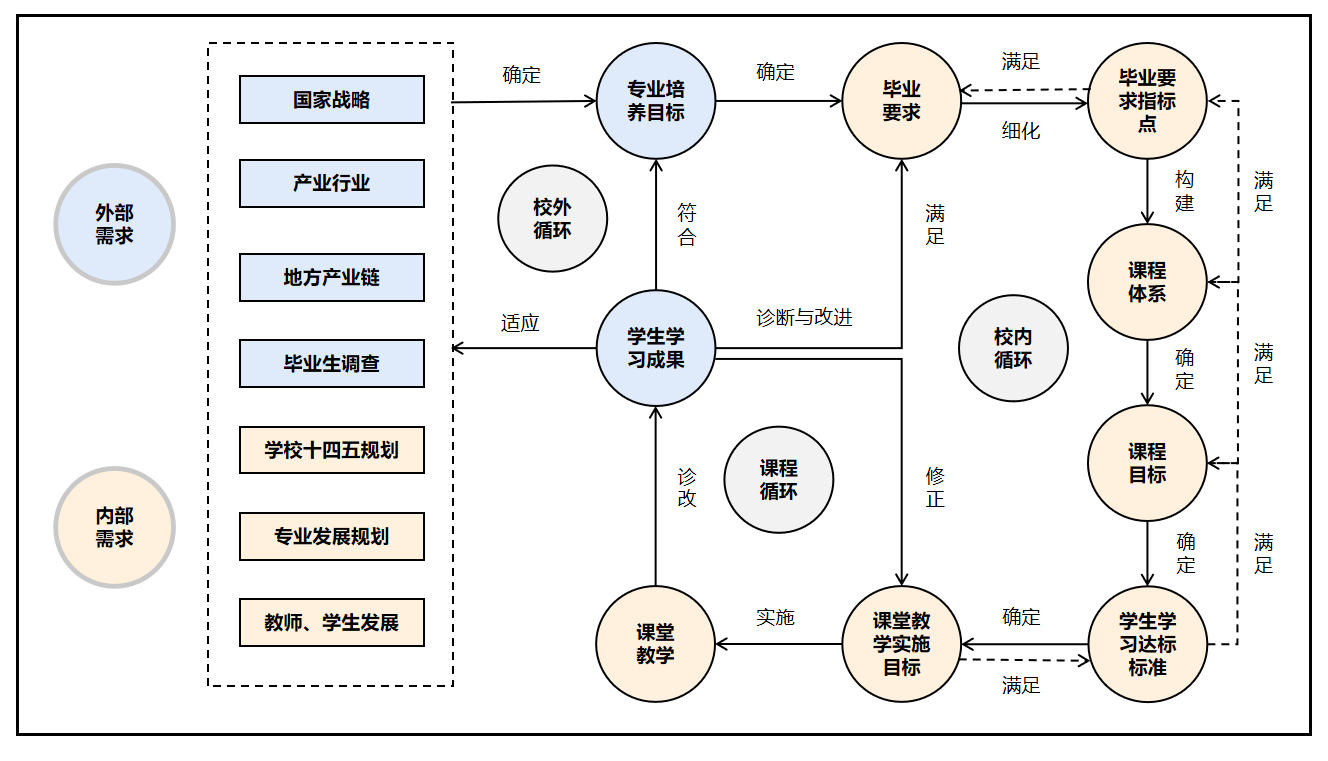 外部
需求
内部
需求
国家战略
产业行业
地方产业链
毕业生调查
学校十四五规划
专业发展规划
教师、学生发展
确定
专业培
养目标
确定
毕业
要求
满足
细化
毕业要
求指标
点
校外
循环
符
合
满
足
构
建
满
足
适应
学生学
习成果
诊断与改进
校内
循环
课程
体系
确
定
满
足
课程
循环
诊
改
修
正
课程
目标
确
定
满
足
课堂
教学
实施
课堂教
学实施
目标
确定
满足
学生学
习达标
标准